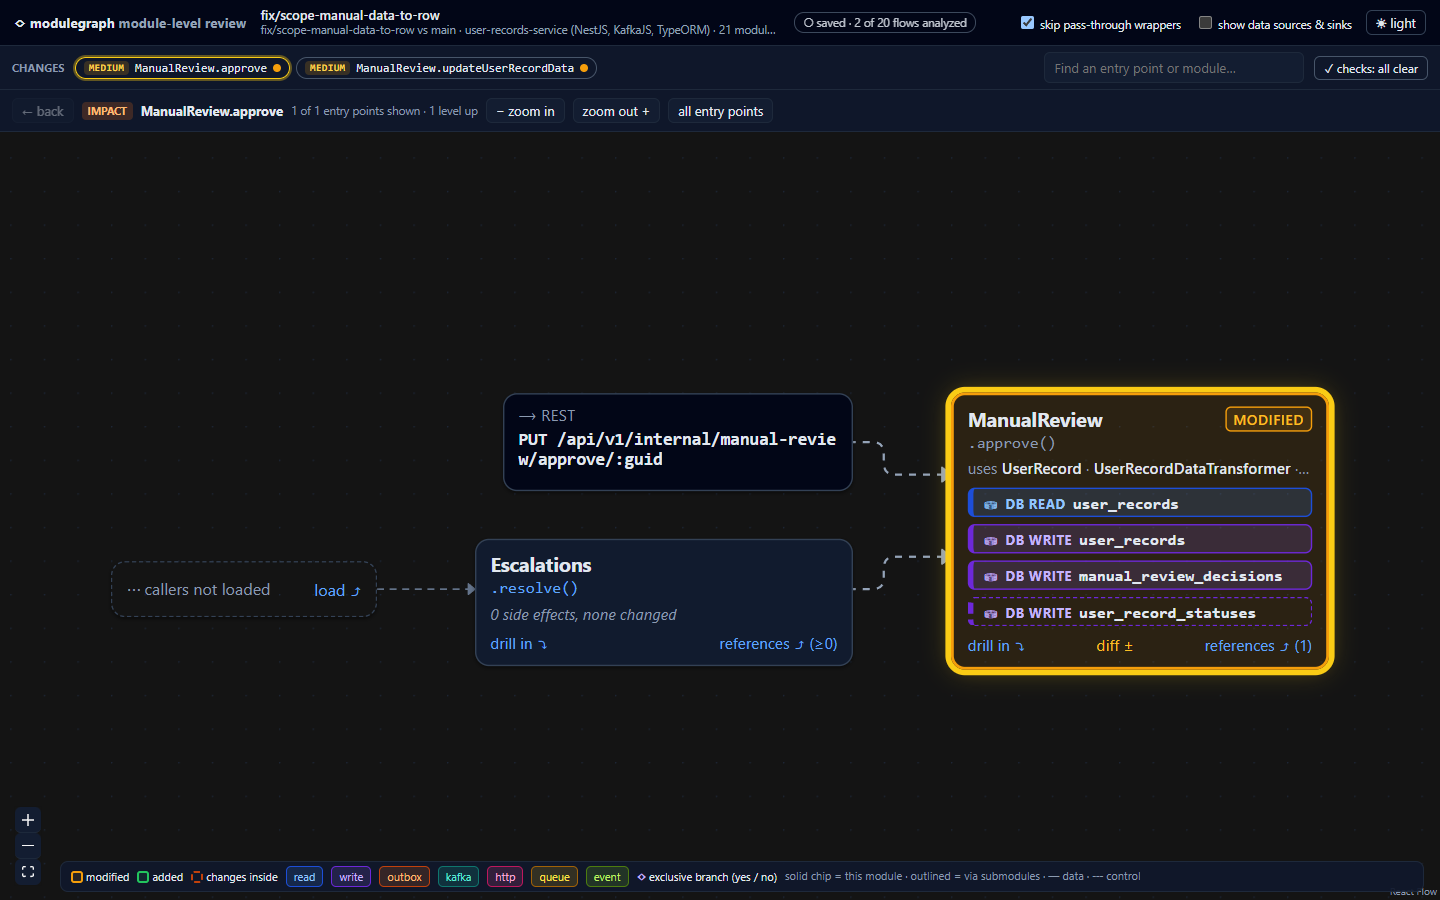 modulegraph module-level review
fix/scope-manual-data-to-row
fix/scope-manual-data-to-row vs main · user-records-service (NestJS, KafkaJS, TypeORM) · 21 modul...
saved · 2 of 20 flows analyzed
skip pass-through wrappers
show data sources & sinks
☀ light
CHANGES
MEDIUM ManualReview.approve
MEDIUM ManualReview.updateUserRecordData
Find an entry point or module...
✓ checks: all clear
← back
IMPACT
ManualReview.approve
1 of 1 entry points shown · 1 level up
− zoom in
zoom out +
all entry points
→ REST
PUT /api/v1/internal/manual-revie
w/approve/:guid
··· callers not loaded
load ⤴
Escalations
.resolve()
0 side effects, none changed
drill in ⤵
references ⤴ (≥0)
ManualReview
MODIFIED
.approve()
uses UserRecord · UserRecordDataTransformer ·...
DB READ user_records
DB WRITE user_records
DB WRITE manual_review_decisions
DB WRITE user_record_statuses
drill in ⤵
diff ±
references ⤴ (1)
modified
added
changes inside
read
write
outbox
kafka
http
queue
event
exclusive branch (yes / no)
solid chip = this module · outlined = via submodules · — data · --- control
React Flow